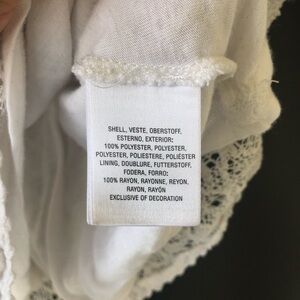 SHELL, VESTE, OBERSTOFF,
ESTERNO, EXTERIOR:
100% POLYESTER, POLYESTER,
POLYESTER, POLIESTERE, POLIÉSTER
LINING, DOUBLURE, FUTTERSTOFF,
FODERA, FORRO:
100% RAYON, RAYONNE, REYON,
RAYON, RAYÓN
EXCLUSIVE OF DECORATION